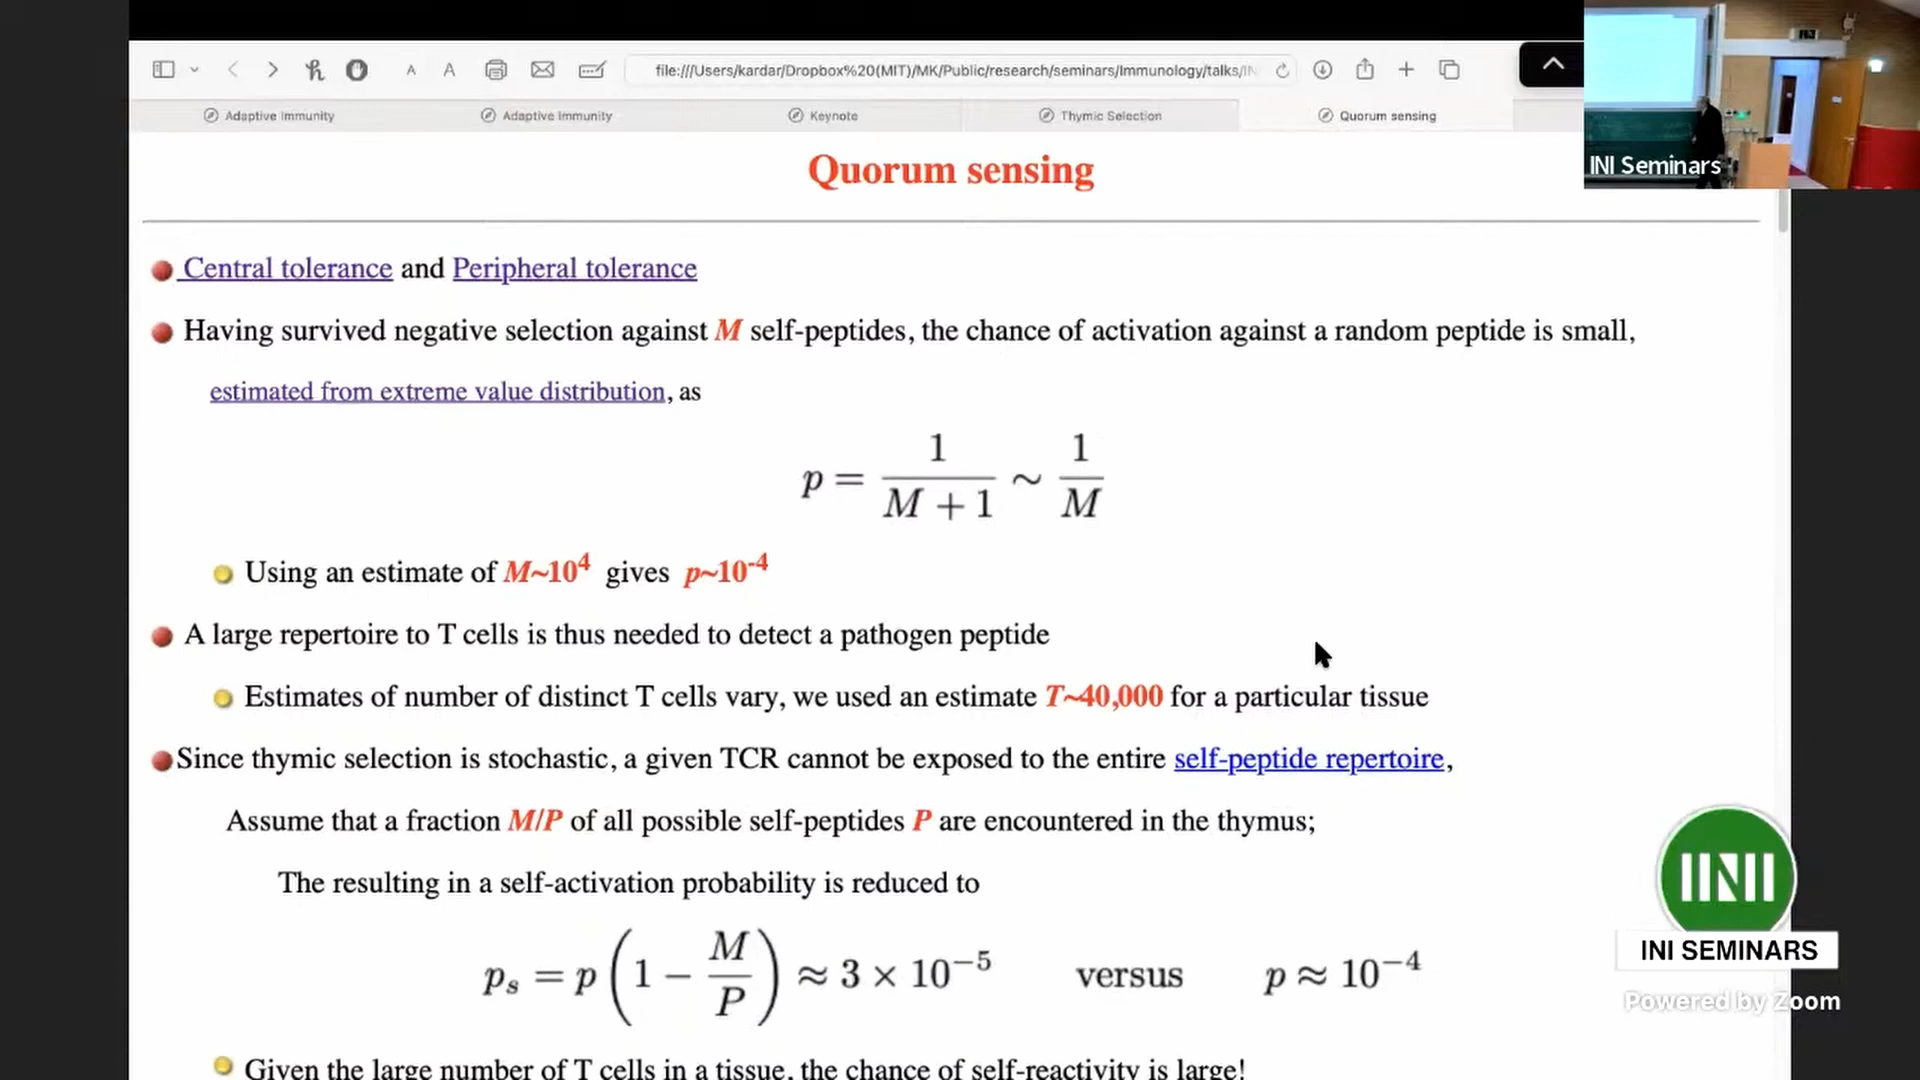 file:///Users/kardar/Dropbox%20(MIT)/MK/Public/research/seminars/Immunology/talks/
Adaptive Immunity
Adaptive Immunity
Keynote
Thymic Selection
Quorum sensing
INI Seminars
Quorum sensing
Central tolerance and Peripheral tolerance
Having survived negative selection against M self-peptides, the chance of activation against a random peptide is small,
estimated from extreme value distribution, as
p = 1/(M + 1) ~ 1/M
Using an estimate of M~10⁴ gives p~10⁻⁴
A large repertoire to T cells is thus needed to detect a pathogen peptide
Estimates of number of distinct T cells vary, we used an estimate T~40,000 for a particular tissue
Since thymic selection is stochastic, a given TCR cannot be exposed to the entire self-peptide repertoire,
Assume that a fraction M/P of all possible self-peptides P are encountered in the thymus;
The resulting in a self-activation probability is reduced to
pₛ = p (1 − M/P) ≈ 3 × 10⁻⁵ versus p ≈ 10⁻⁴
Given the large number of T cells in a tissue, the chance of self-reactivity is large!
INI SEMINARS
Powered by Zoom